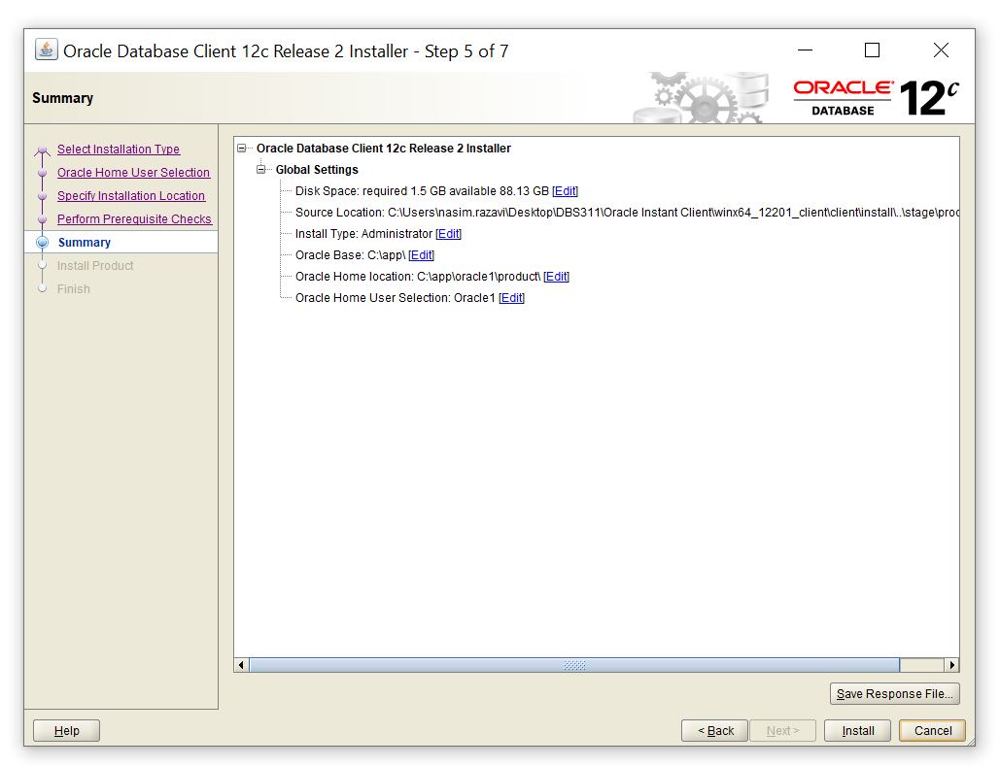 Oracle Database Client 12c Release 2 Installer - Step 5 of 7
Summary
ORACLE
DATABASE
12c
Select Installation Type
Oracle Home User Selection
Specify Installation Location
Perform Prerequisite Checks
Summary
Install Product
Finish
Oracle Database Client 12c Release 2 Installer
Global Settings
Disk Space: required 1.5 GB available 88.13 GB [Edit]
Source Location: C:\Users\nasim.razavi\Desktop\DBS311\Oracle Instant Client\winx64_12201_client\client\install\..\stage\proc
Install Type: Administrator [Edit]
Oracle Base: C:\app\ [Edit]
Oracle Home location: C:\app\oracle1\product\ [Edit]
Oracle Home User Selection: Oracle1 [Edit]
Save Response File...
Help
< Back
Next >
Install
Cancel